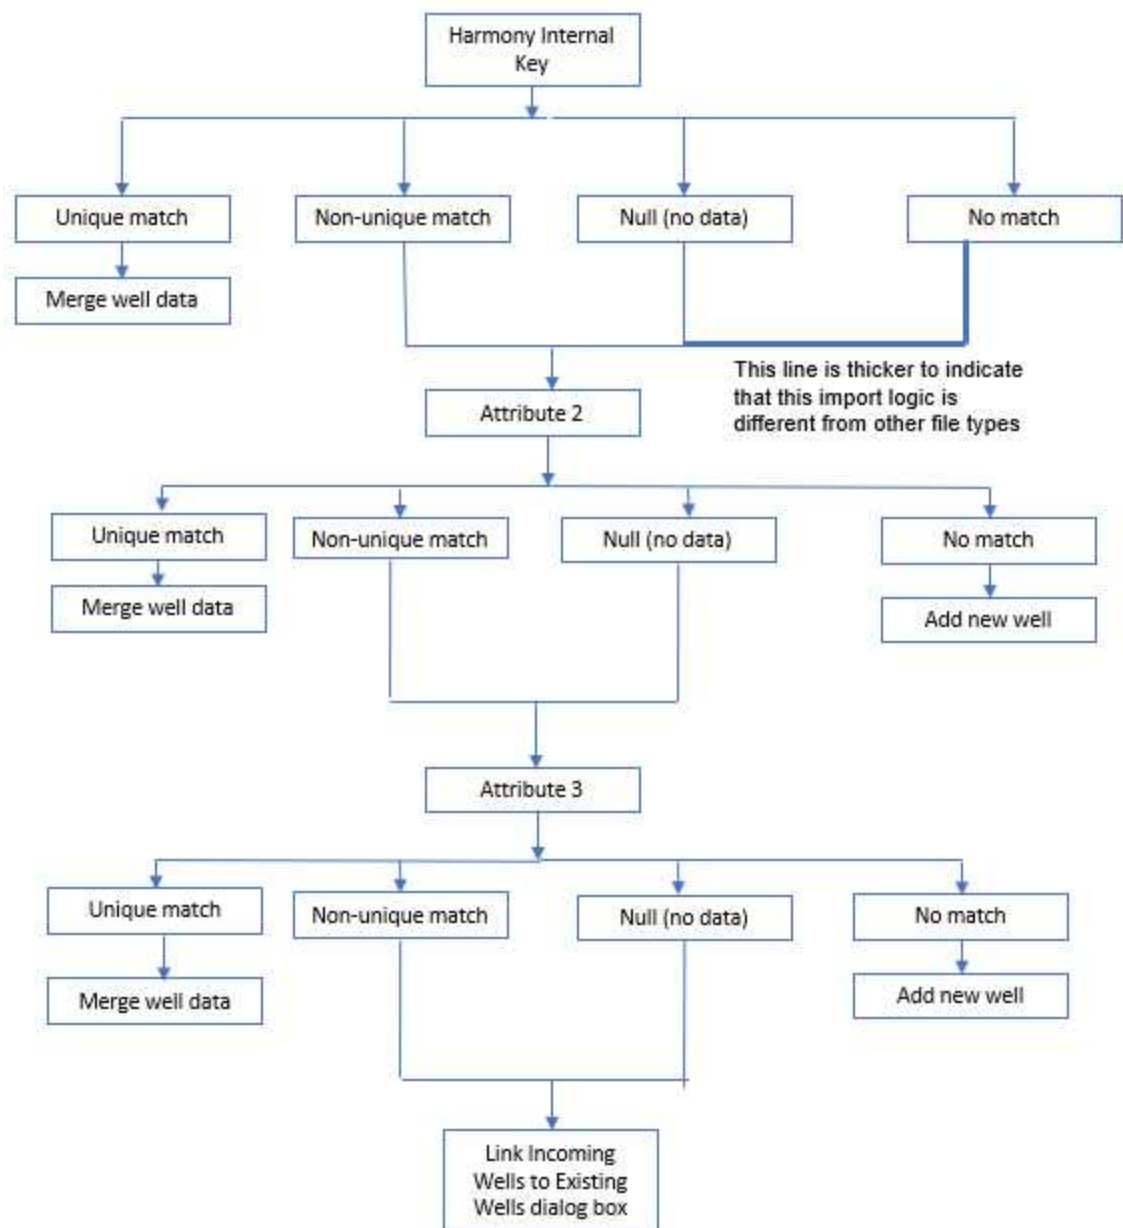 Harmony Internal
Key
Unique match
Non-unique match
Null (no data)
No match
Merge well data
This line is thicker to indicate
that this import logic is
different from other file types
Attribute 2
Unique match
Non-unique match
Null (no data)
No match
Merge well data
Add new well
Attribute 3
Unique match
Non-unique match
Null (no data)
No match
Merge well data
Add new well
Link Incoming
Wells to Existing
Wells dialog box